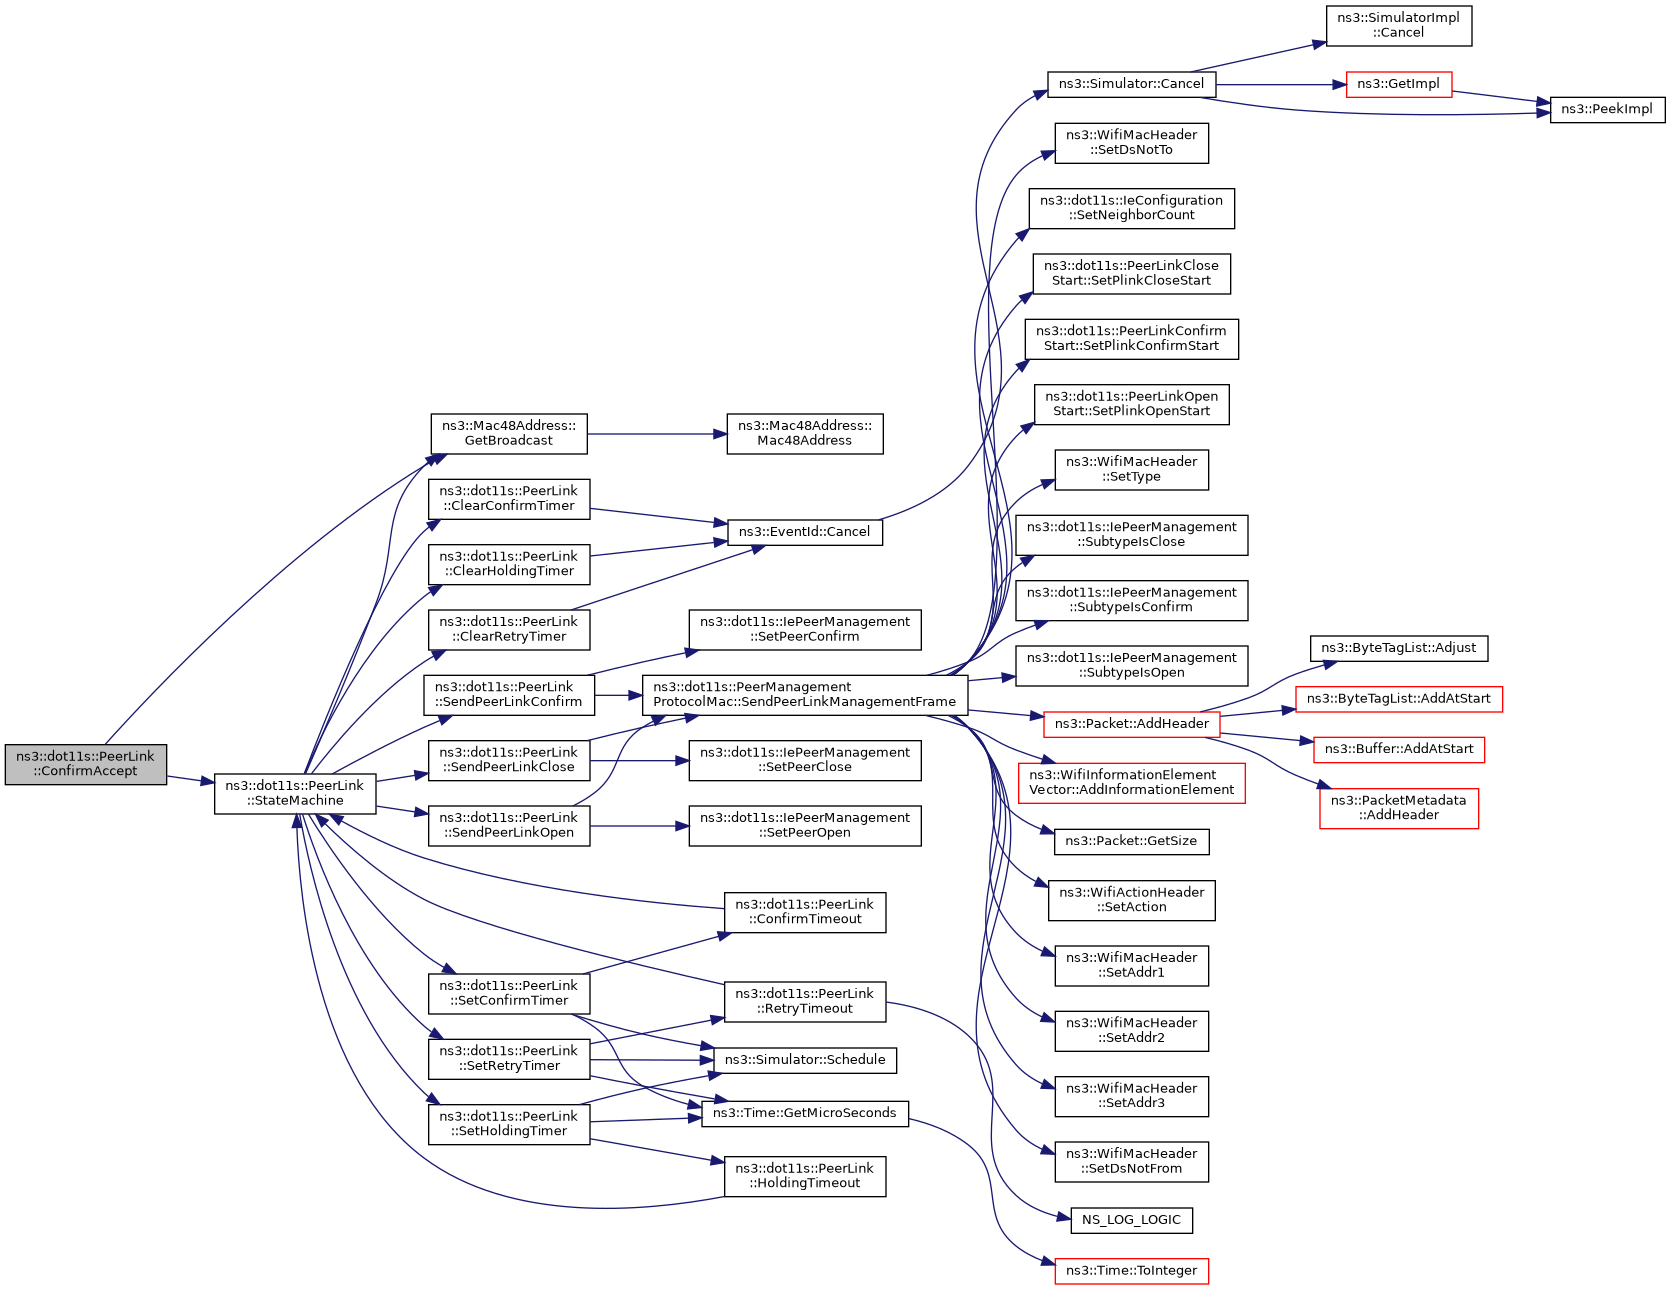 ns3::SimulatorImpl
::Cancel
ns3::Simulator::Cancel
ns3::GetImpl
ns3::PeekImpl
ns3::WifiMacHeader
::SetDsNotTo
ns3::dot11s::IeConfiguration
::SetNeighborCount
ns3::dot11s::PeerLinkClose
Start::SetPlinkCloseStart
ns3::dot11s::PeerLinkConfirm
Start::SetPlinkConfirmStart
ns3::dot11s::PeerLinkOpen
Start::SetPlinkOpenStart
ns3::Mac48Address::
GetBroadcast
ns3::Mac48Address::
Mac48Address
ns3::WifiMacHeader
::SetType
ns3::dot11s::PeerLink
::ClearConfirmTimer
ns3::EventId::Cancel
ns3::dot11s::IePeerManagement
::SubtypeIsClose
ns3::dot11s::PeerLink
::ClearHoldingTimer
ns3::dot11s::IePeerManagement
::SubtypeIsConfirm
ns3::dot11s::PeerLink
::ClearRetryTimer
ns3::dot11s::IePeerManagement
::SetPeerConfirm
ns3::dot11s::IePeerManagement
::SubtypeIsOpen
ns3::ByteTagList::Adjust
ns3::dot11s::PeerLink
::SendPeerLinkConfirm
ns3::dot11s::PeerManagement
ProtocolMac::SendPeerLinkManagementFrame
ns3::Packet::AddHeader
ns3::ByteTagList::AddAtStart
ns3::Buffer::AddAtStart
ns3::dot11s::PeerLink
::ConfirmAccept
ns3::dot11s::PeerLink
::SendPeerLinkClose
ns3::dot11s::IePeerManagement
::SetPeerClose
ns3::WifiInformationElement
Vector::AddInformationElement
ns3::dot11s::PeerLink
::StateMachine
ns3::PacketMetadata
::AddHeader
ns3::dot11s::PeerLink
::SendPeerLinkOpen
ns3::dot11s::IePeerManagement
::SetPeerOpen
ns3::Packet::GetSize
ns3::dot11s::PeerLink
::ConfirmTimeout
ns3::WifiActionHeader
::SetAction
ns3::WifiMacHeader
::SetAddr1
ns3::dot11s::PeerLink
::SetConfirmTimer
ns3::dot11s::PeerLink
::RetryTimeout
ns3::WifiMacHeader
::SetAddr2
ns3::dot11s::PeerLink
::SetRetryTimer
ns3::Simulator::Schedule
ns3::WifiMacHeader
::SetAddr3
ns3::dot11s::PeerLink
::SetHoldingTimer
ns3::Time::GetMicroSeconds
ns3::WifiMacHeader
::SetDsNotFrom
ns3::dot11s::PeerLink
::HoldingTimeout
NS_LOG_LOGIC
ns3::Time::ToInteger